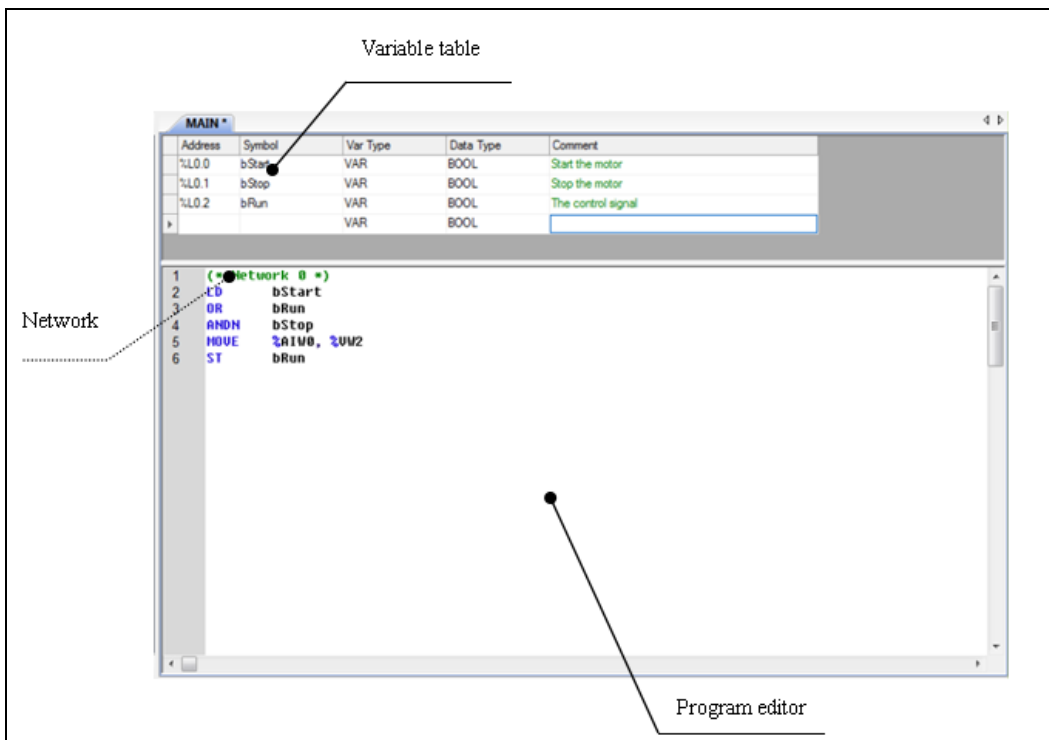 Variable table
MAIN *
Address Symbol Var Type Data Type Comment
%L0.0 bStart VAR BOOL Start the motor
%L0.1 bStop VAR BOOL Stop the motor
%L0.2 bRun VAR BOOL The control signal
VAR BOOL
1 (* Network 0 *)
2 LD bStart
3 OR bRun
4 ANDN bStop
5 MOVE %AIW0, %VW2
6 ST bRun
Network
Program editor